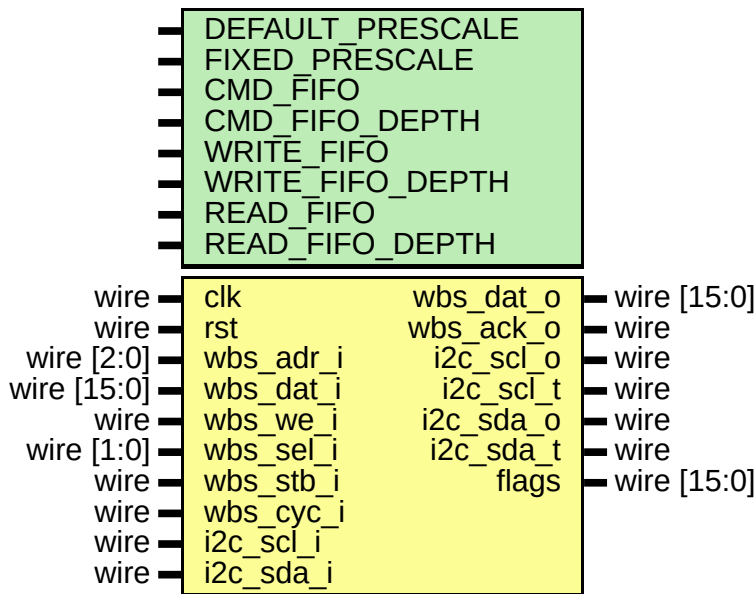 DEFAULT_PRESCALE
FIXED_PRESCALE
CMD_FIFO
CMD_FIFO_DEPTH
WRITE_FIFO
WRITE_FIFO_DEPTH
READ_FIFO
READ_FIFO_DEPTH
wire clk wbs_dat_o wire [15:0]
wire rst wbs_ack_o wire
wire [2:0] wbs_adr_i i2c_scl_o wire
wire [15:0] wbs_dat_i i2c_scl_t wire
wire wbs_we_i i2c_sda_o wire
wire [1:0] wbs_sel_i i2c_sda_t wire
wire wbs_stb_i flags wire [15:0]
wire wbs_cyc_i
wire i2c_scl_i
wire i2c_sda_i